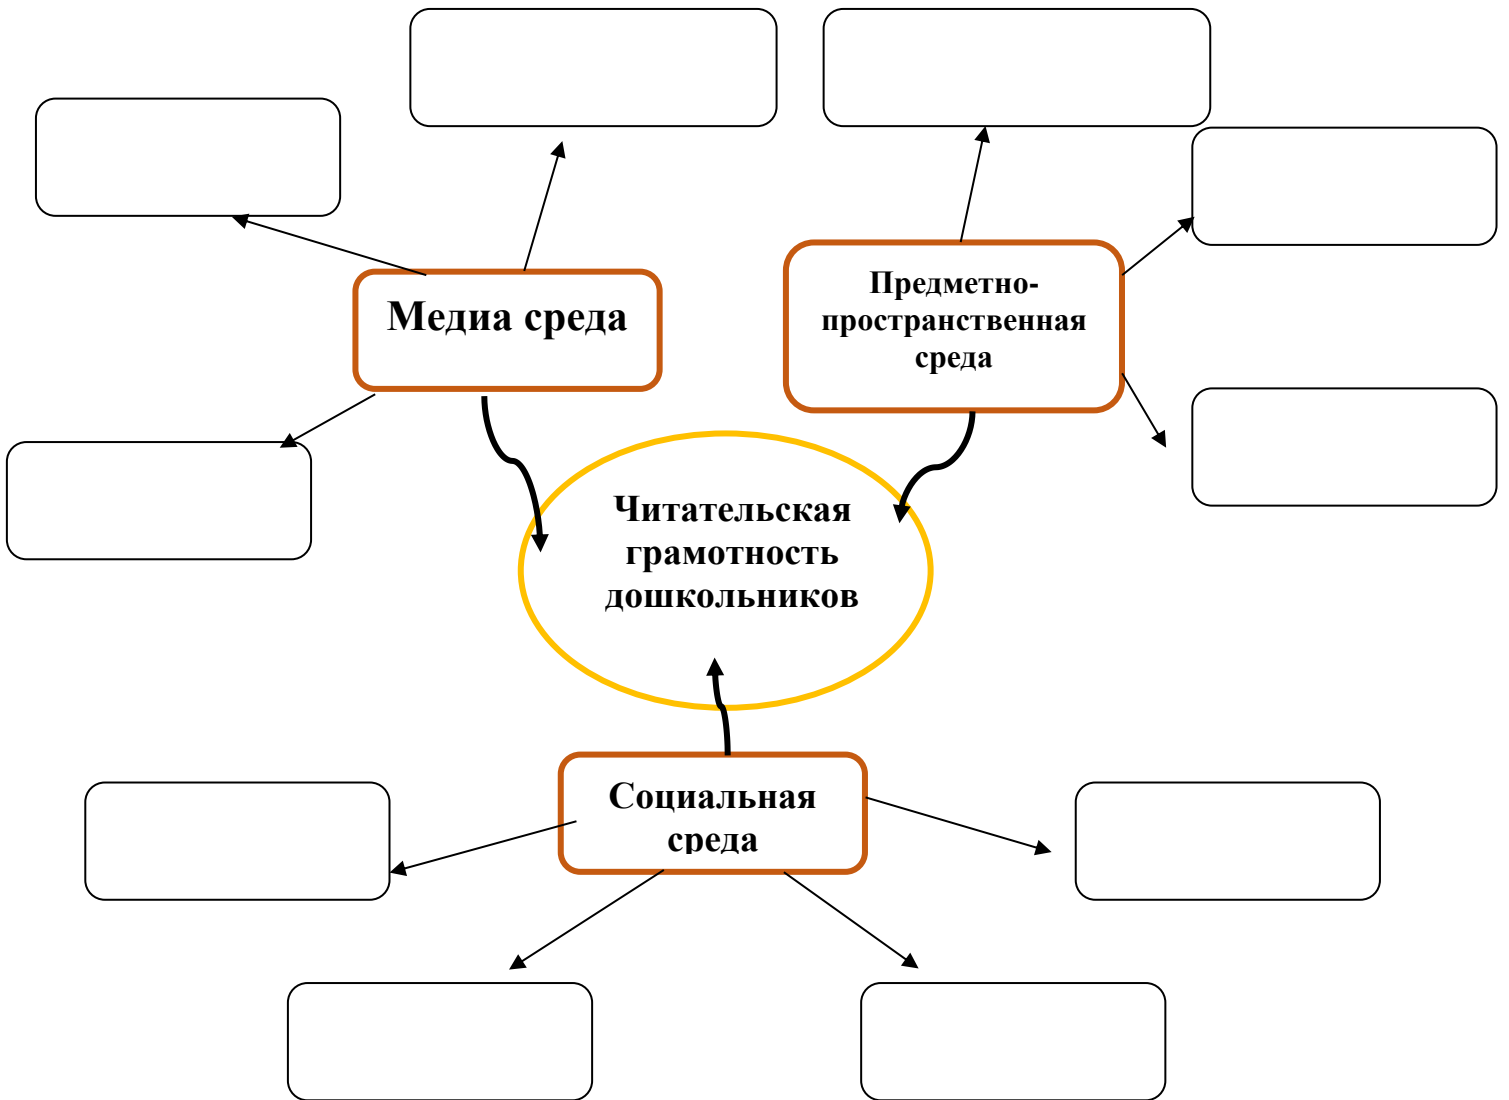 Медиа среда
Предметно-
пространственная
среда
Читательская
грамотность
дошкольников
Социальная
среда